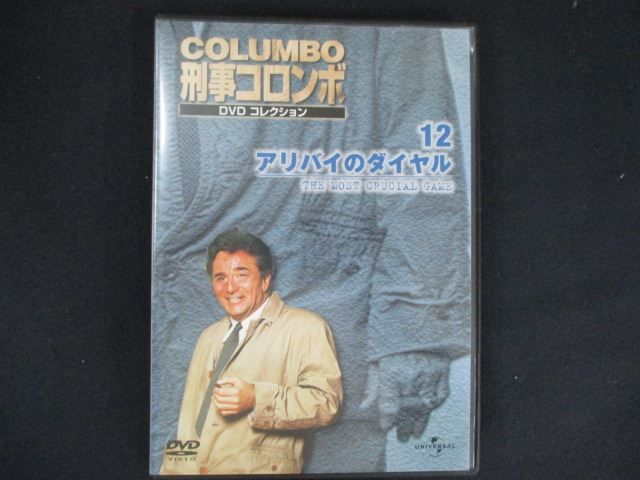 COLUMBO
刑事コロンボ
DVD コレクション
12
アリバイのダイヤル
THE MOST CRUCIAL GAME
DVD
VIDEO
UNIVERSAL